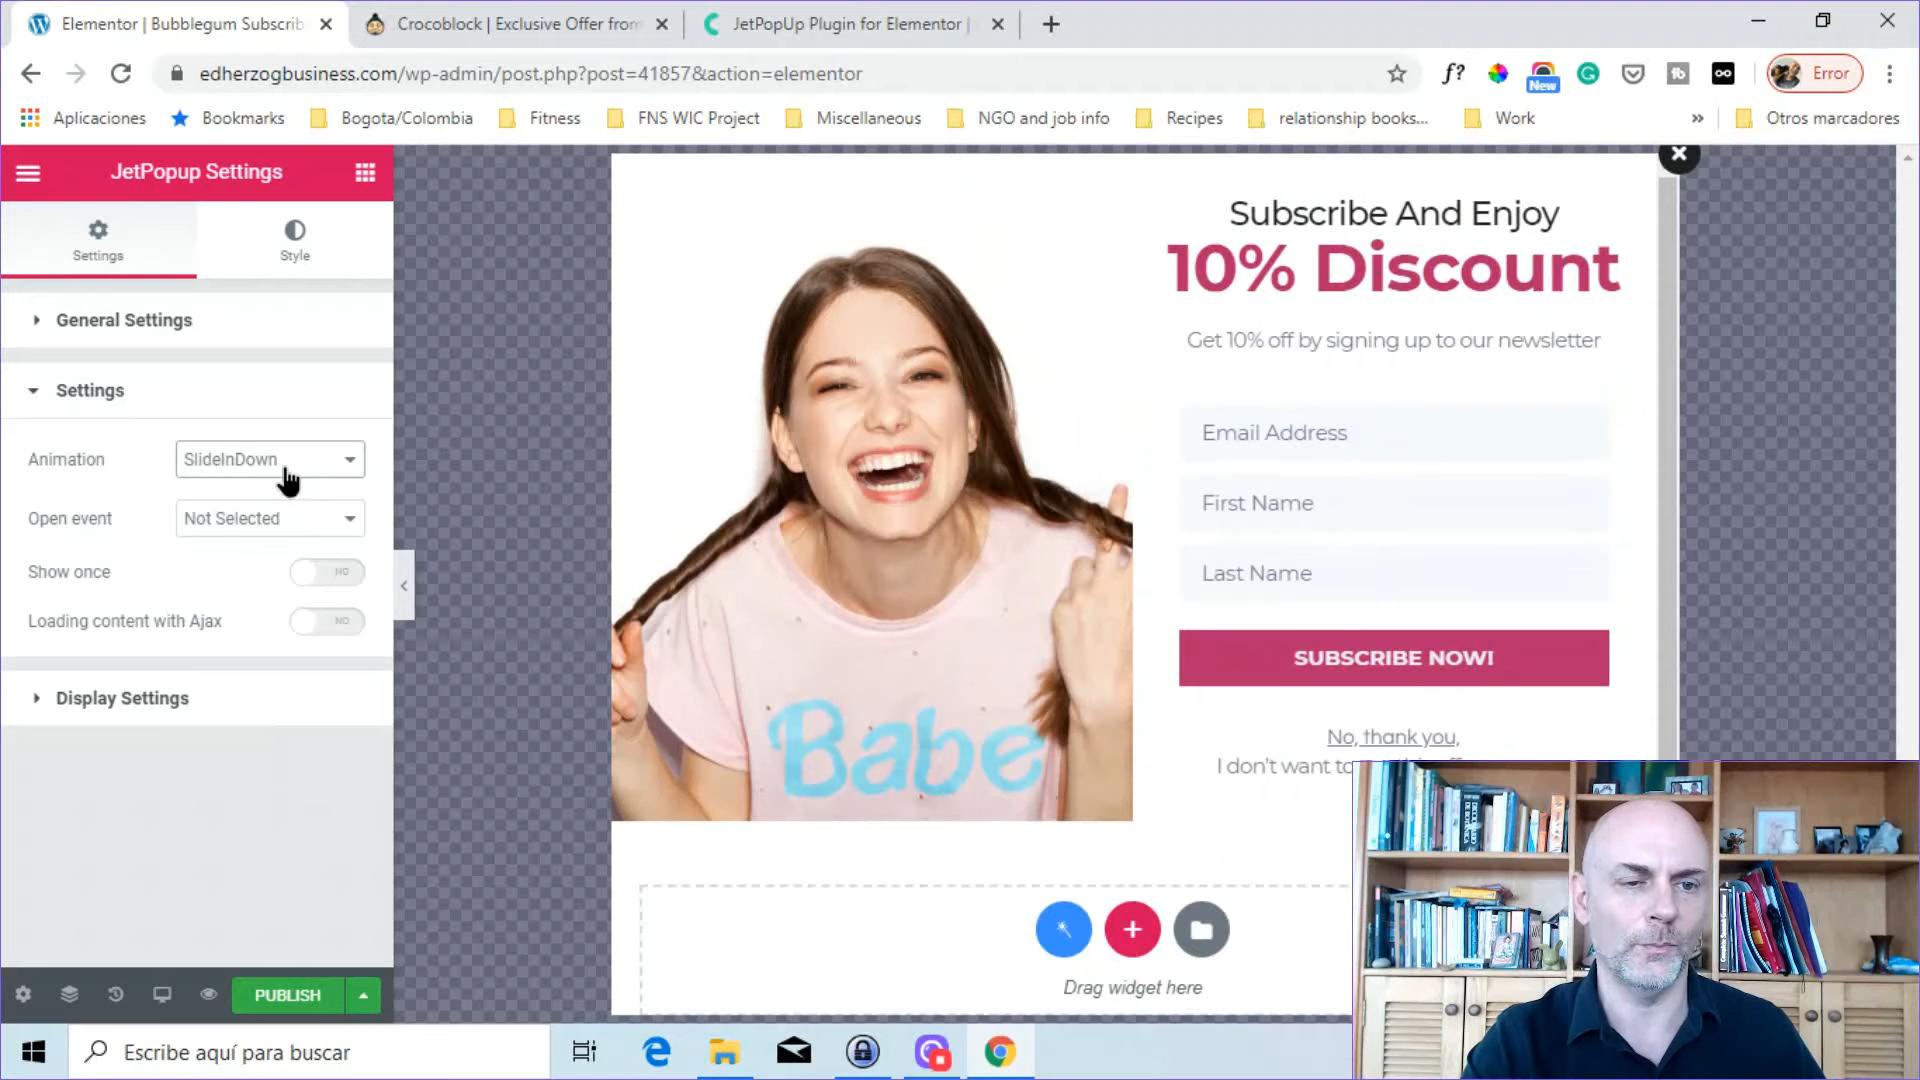 Elementor | Bubblegum Subscrib
Crocoblock | Exclusive Offer from
JetPopUp Plugin for Elementor |
edherzogbusiness.com/wp-admin/post.php?post=41857&action=elementor
f?
New
G
tb
Error
Aplicaciones
Bookmarks
Bogota/Colombia
Fitness
FNS WIC Project
Miscellaneous
NGO and job info
Recipes
relationship books...
Work
»
Otros marcadores
JetPopup Settings
Settings
Style
General Settings
Settings
Animation
SlideInDown
Open event
Not Selected
Show once
NO
Loading content with Ajax
NO
Display Settings
PUBLISH
Subscribe And Enjoy
10% Discount
Get 10% off by signing up to our newsletter
Email Address
First Name
Last Name
SUBSCRIBE NOW!
No, thank you,
I don't want to
Babe
Drag widget here
Escribe aquí para buscar